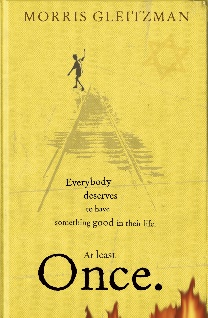 MORRIS GLEITZMAN
Everybody
deserves
to have
something good in their life
At least
Once.